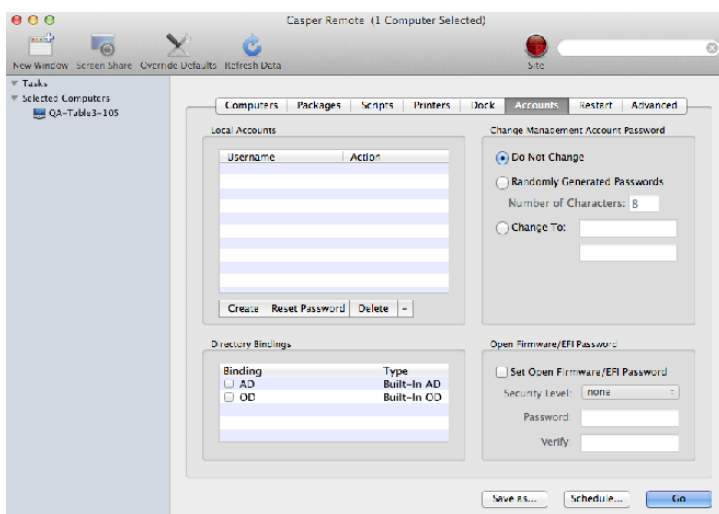 Casper Remote (1 Computer Selected)
New Window Screen Share Override Defaults Refresh Data Site
Tasks
Selected Computers
QA-Table3-105
Computers Packages Scripts Printers Dock Accounts Restart Advanced
Local Accounts
Username Action
Create Reset Password Delete -
Change Management Account Password
Do Not Change
Randomly Generated Passwords
Number of Characters: 8
Change To:
Directory Bindings
Binding Type
AD Built-In AD
OD Built-In OD
Open Firmware/EFI Password
Set Open Firmware/EFI Password
Security Level: none
Password:
Verify:
Save as... Schedule... Go